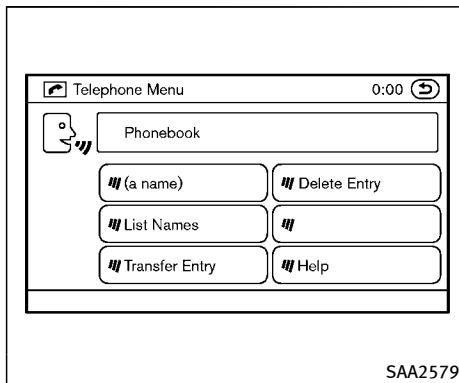 Telephone Menu 0:00
Phonebook
(a name) Delete Entry
List Names
Transfer Entry Help
SAA2579